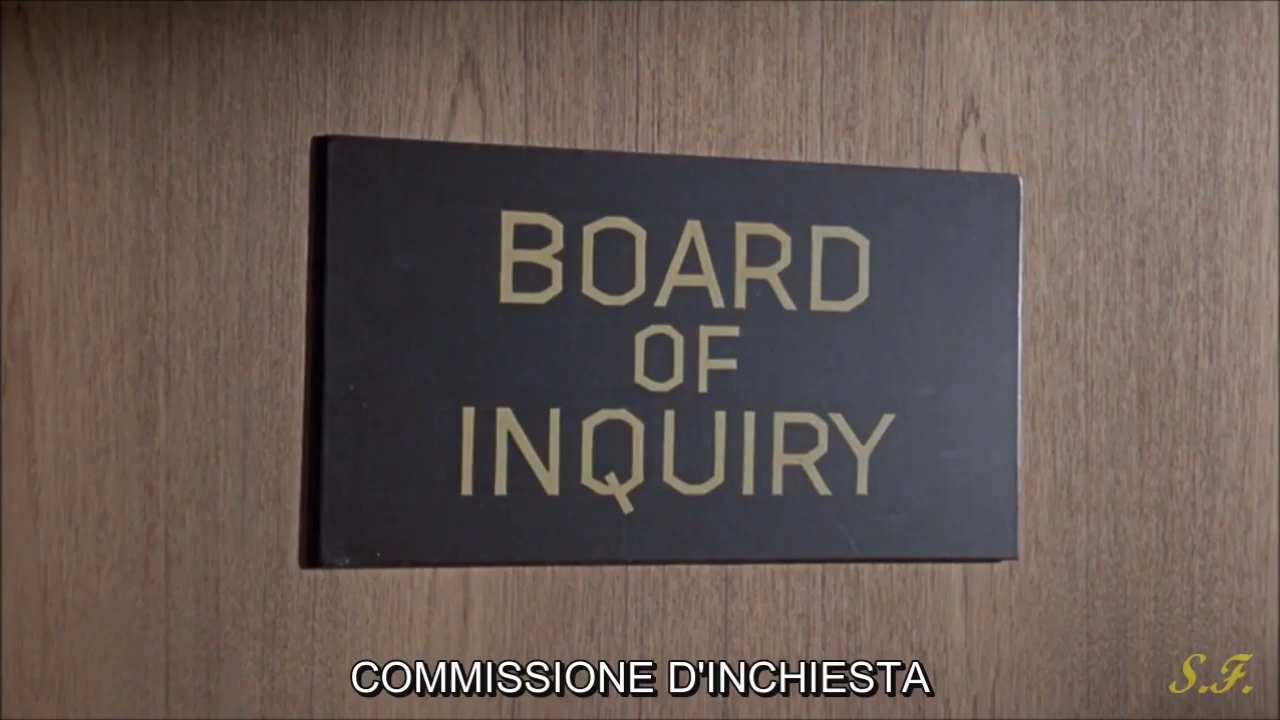 BOARD
OF
INQUIRY
COMMISSIONE D'INCHIESTA
S.F.